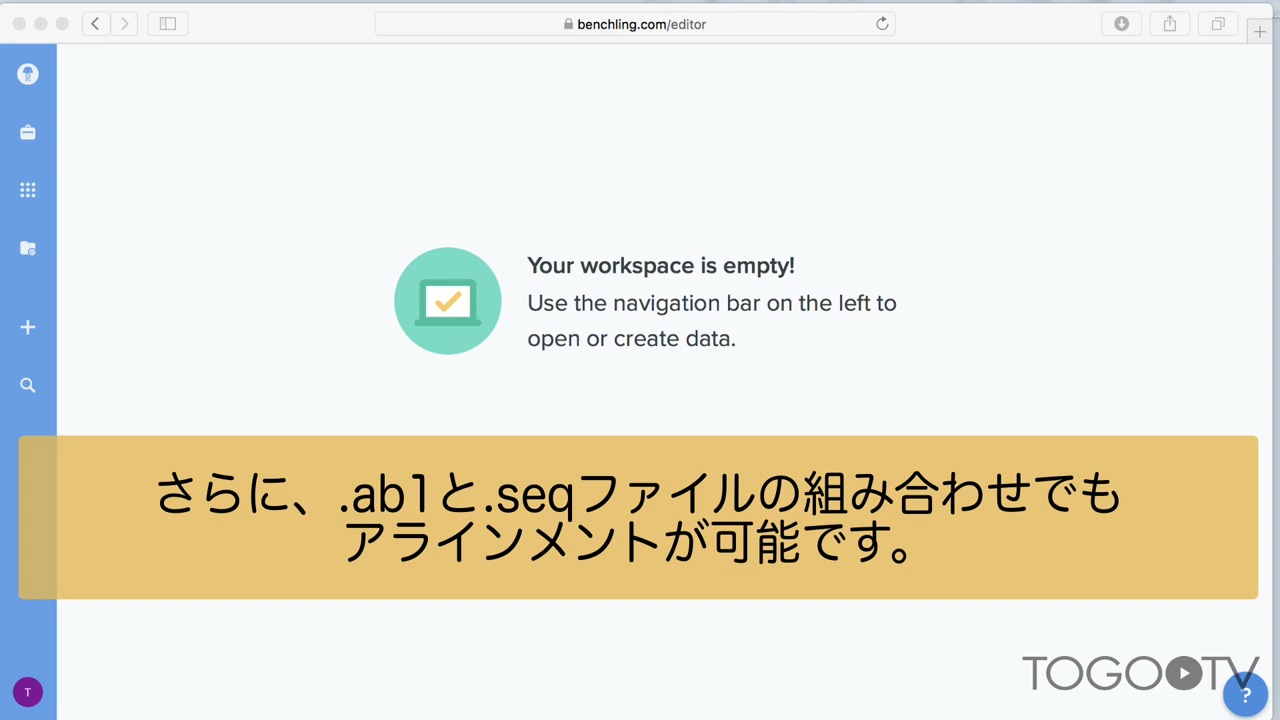 benchling.com/editor
Your workspace is empty!
Use the navigation bar on the left to
open or create data.
さらに、.ab1と.seqファイルの組み合わせでも
アラインメントが可能です。
TOGO TV
?
T